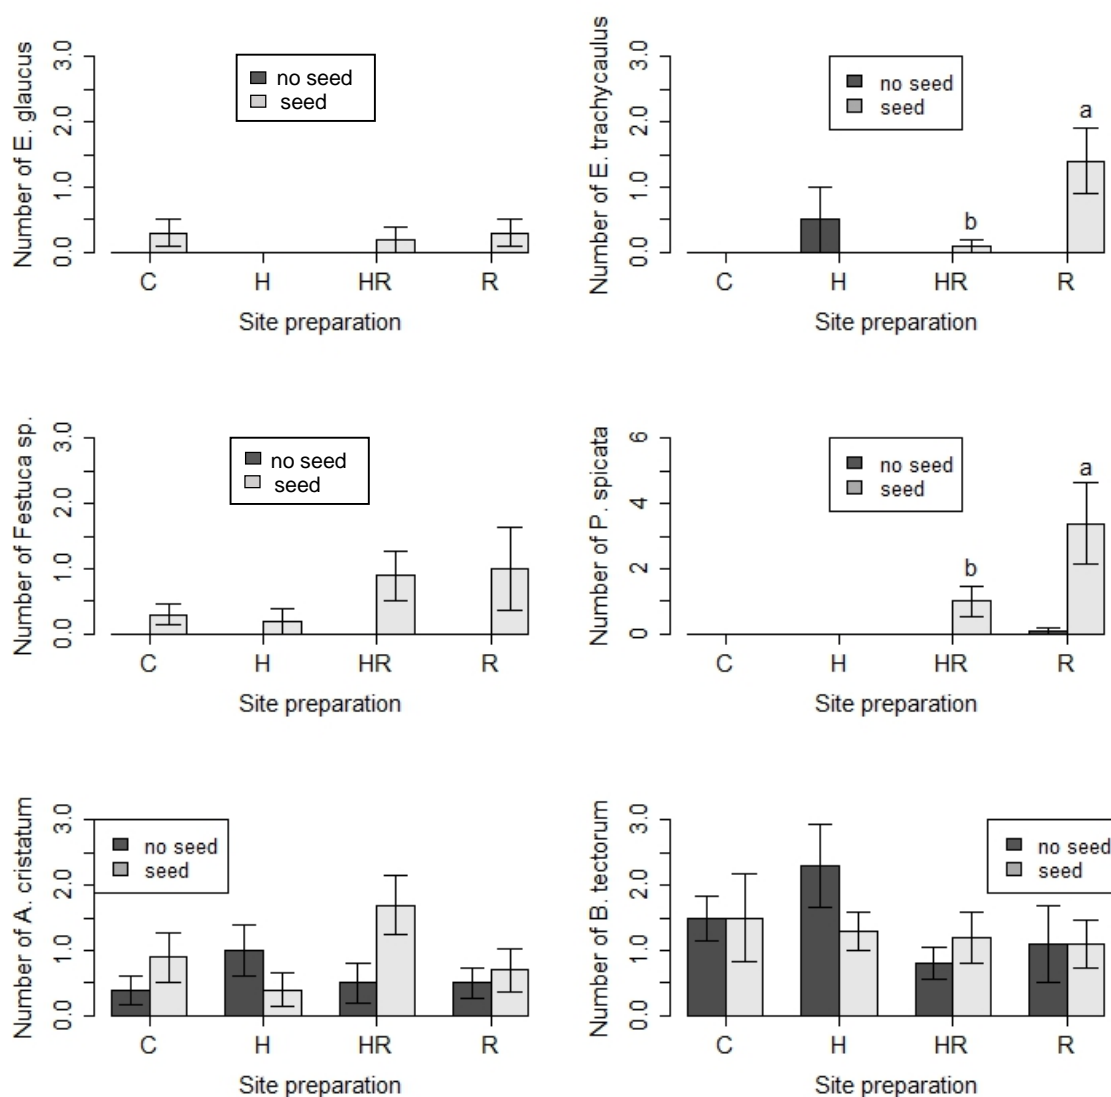 Number of E. glaucus
3.0
2.0
1.0
0.0
no seed
seed
C H HR R
Site preparation
Number of E. trachycaulus
3.0
2.0
1.0
0.0
no seed
seed
b
a
C H HR R
Site preparation
Number of Festuca sp.
3.0
2.0
1.0
0.0
no seed
seed
C H HR R
Site preparation
Number of P. spicata
6
4
2
0
no seed
seed
b
a
C H HR R
Site preparation
Number of A. cristatum
3.0
2.0
1.0
0.0
no seed
seed
C H HR R
Site preparation
Number of B. tectorum
3.0
2.0
1.0
0.0
no seed
seed
C H HR R
Site preparation